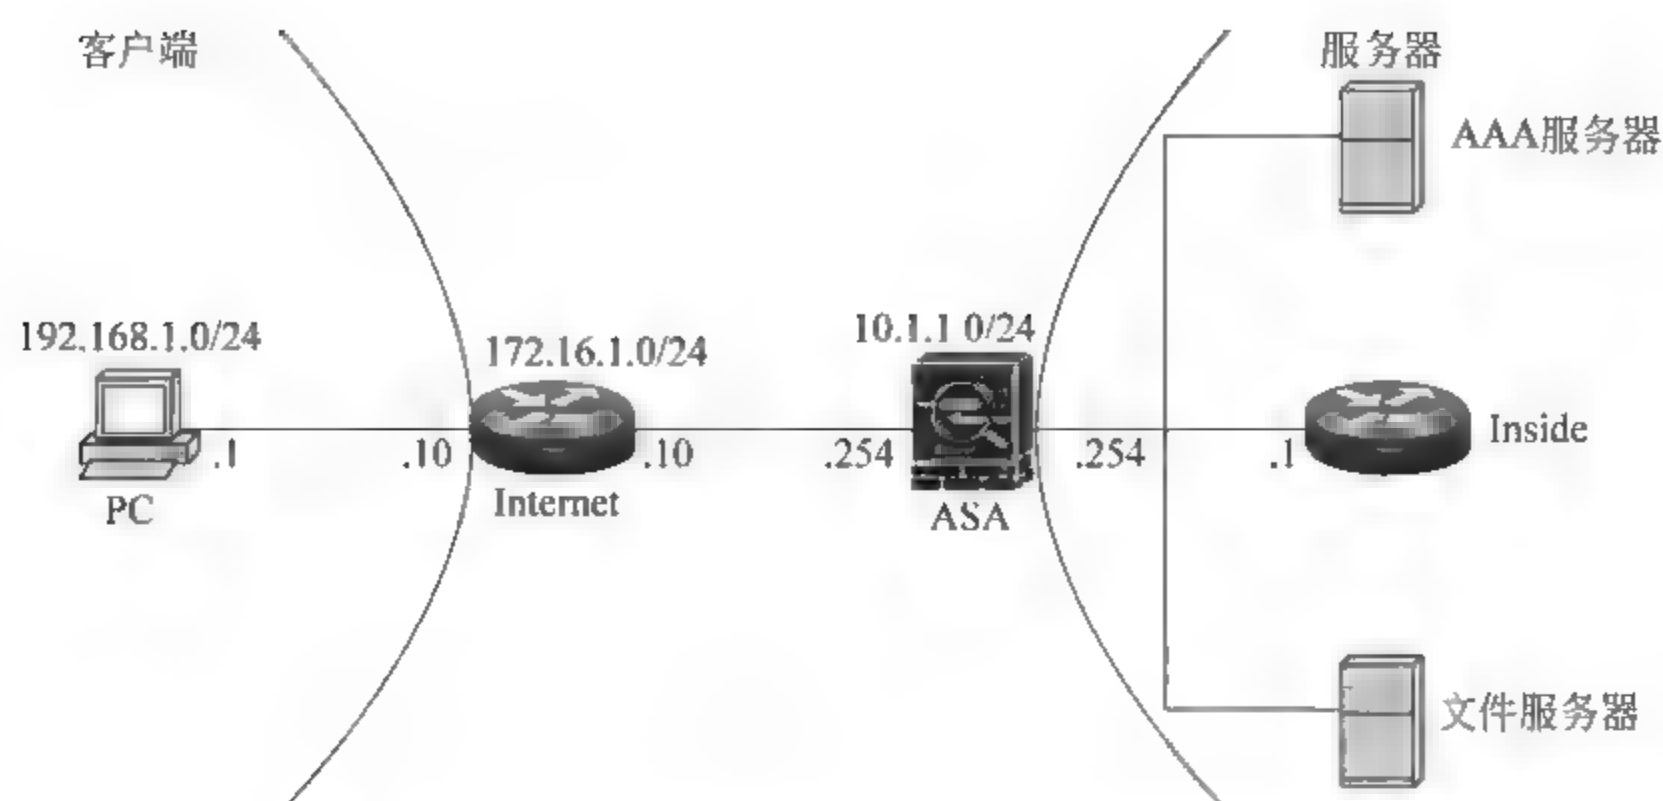 客户端
服务器
AAA服务器
192.168.1.0/24
172.16.1.0/24
10.1.1 0/24
.1
.10
.10
.254
.254
.1
Inside
PC
Internet
ASA
文件服务器